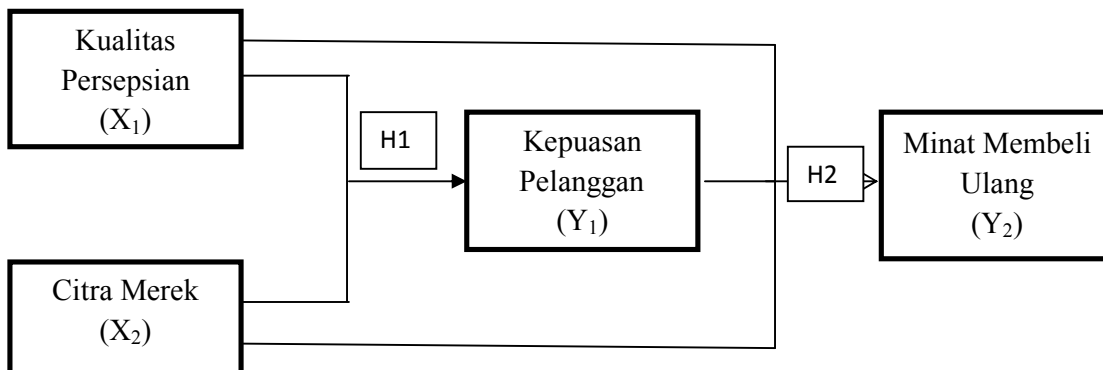 Kualitas
Persepsian
(X₁)
H1
Kepuasan
Pelanggan
(Y₁)
H2
Minat Membeli
Ulang
(Y₂)
Citra Merek
(X₂)